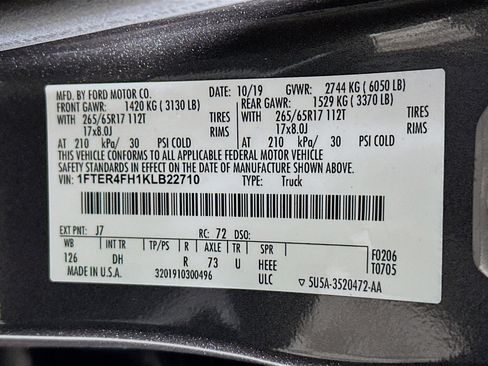 MFD. BY FORD MOTOR CO. DATE: 10/19 GVWR: 2744 KG ( 6050 LB)
FRONT GAWR: 1420 KG ( 3130 LB) REAR GAWR: 1529 KG ( 3370 LB)
WITH 265/65R17 112T TIRES WITH 265/65R17 112T TIRES
17x8.0J RIMS 17x8.0J RIMS
AT 210 kPa/ 30 PSI COLD AT 210 kPa/ 30 PSI COLD
THIS VEHICLE CONFORMS TO ALL APPLICABLE FEDERAL MOTOR VEHICLE
SAFETY STANDARDS IN EFFECT ON THE DATE OF MANUFACTURE SHOWN ABOVE.
VIN: 1FTER4FH1KLB22710 TYPE: Truck
EXT PNT: J7 RC: 72 DSO:
WB INT TR TP/PS R AXLE TR SPR F0206
126 DH R 73 U HEEE T0705
MADE IN U.S.A. 3201910300496 ULC 5U5A-3520472-AA